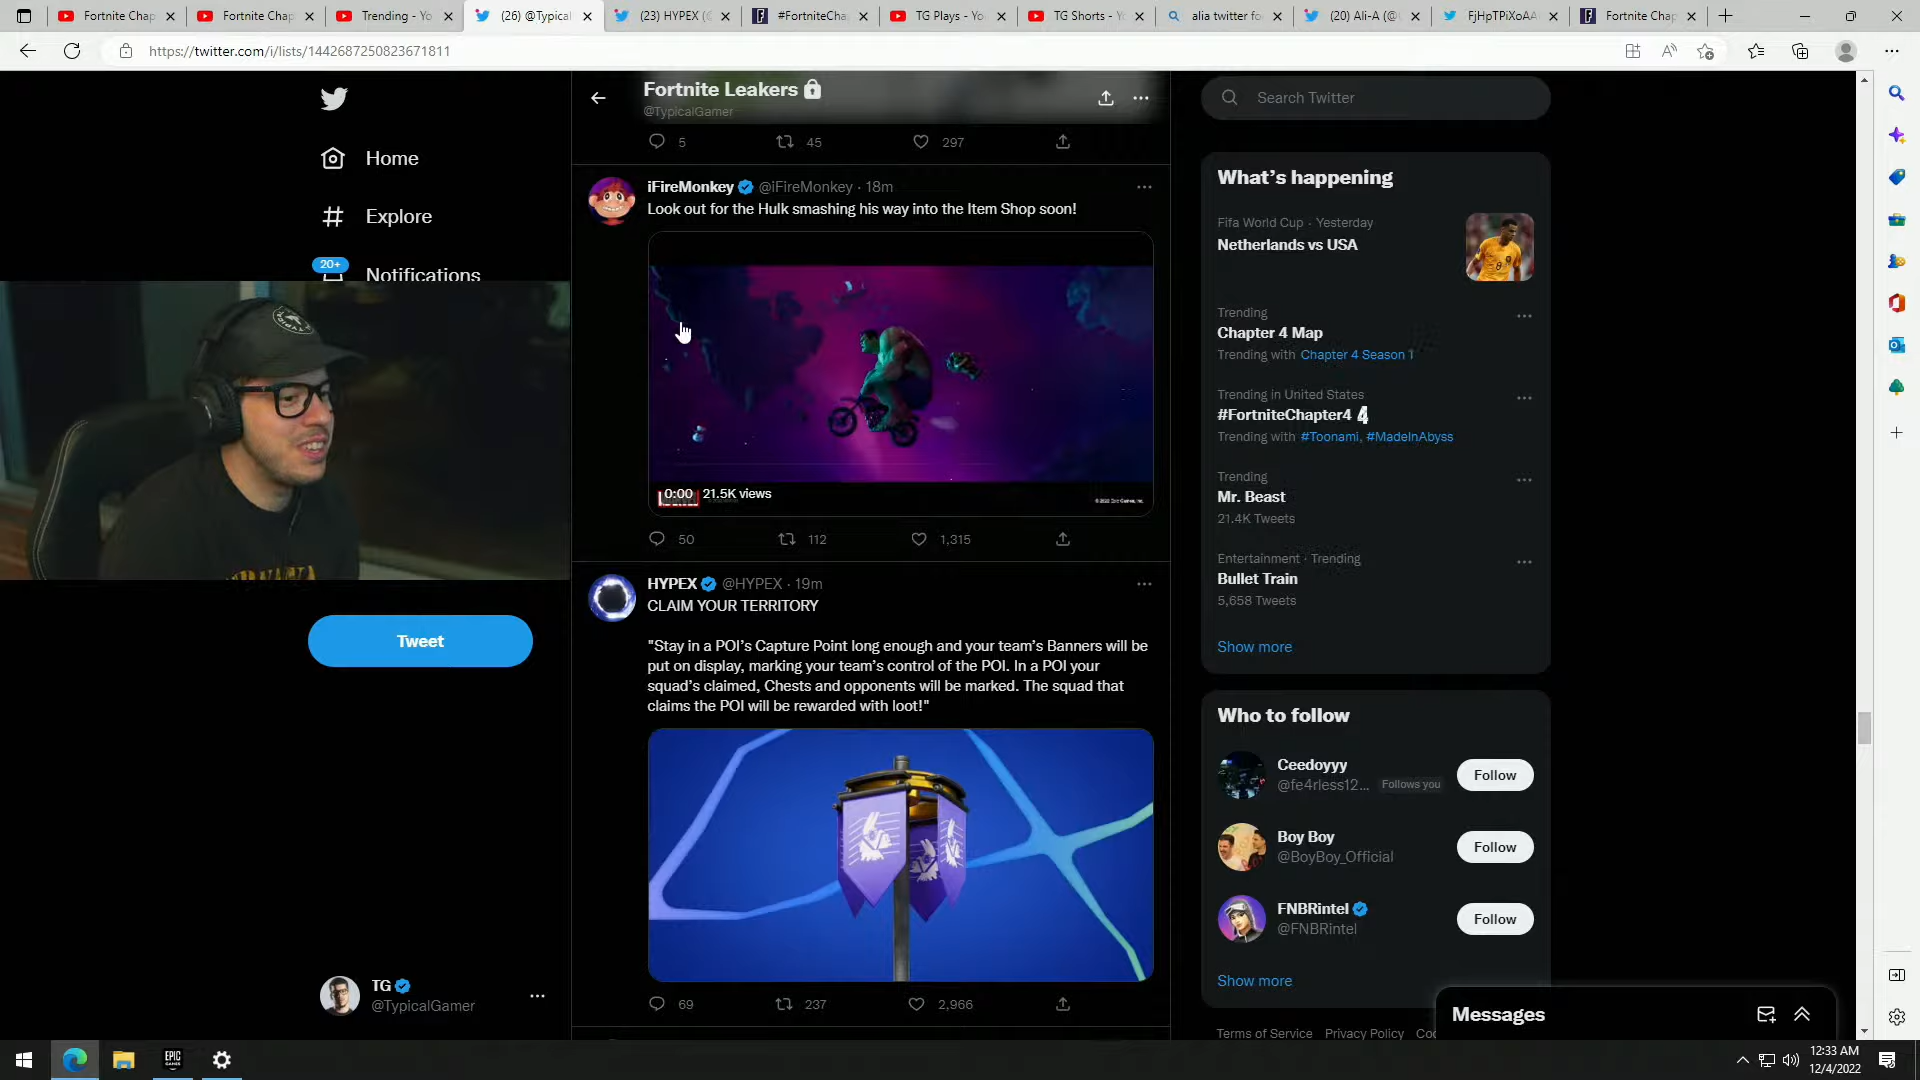 Fortnite Chap
Fortnite Chap
Trending - Yo
(26) @Typical
(23) HYPEX (@
#FortniteCha
TG Plays - Yo
TG Shorts - Yo
alia twitter fo
(20) Ali-A (@
FjHpTPiXoAA
Fortnite Chap
https://twitter.com/i/lists/1442687250823671811
Home
Explore
20+
Notifications
Tweet
TG
@TypicalGamer
Fortnite Leakers
@TypicalGamer
5 45 297
iFireMonkey @iFireMonkey · 18m
Look out for the Hulk smashing his way into the Item Shop soon!
0:00 21.5K views
50 112 1,315
HYPEX @HYPEX · 19m
CLAIM YOUR TERRITORY
"Stay in a POI's Capture Point long enough and your team's Banners will be
put on display, marking your team's control of the POI. In a POI your
squad's claimed, Chests and opponents will be marked. The squad that
claims the POI will be rewarded with loot!"
69 237 2,966
Search Twitter
What's happening
Fifa World Cup · Yesterday
Netherlands vs USA
Trending
Chapter 4 Map
Trending with Chapter 4 Season 1
Trending in United States
#FortniteChapter4 4
Trending with #Toonami, #MadeInAbyss
Trending
Mr. Beast
21.4K Tweets
Entertainment · Trending
Bullet Train
5,658 Tweets
Show more
Who to follow
Ceedoyyy
@fe4rless12... Follows you
Follow
Boy Boy
@BoyBoy_Official
Follow
FNBRintel
@FNBRintel
Follow
Show more
Terms of Service Privacy Policy Coo
Messages
EPIC
GAMES
12:33 AM
12/4/2022